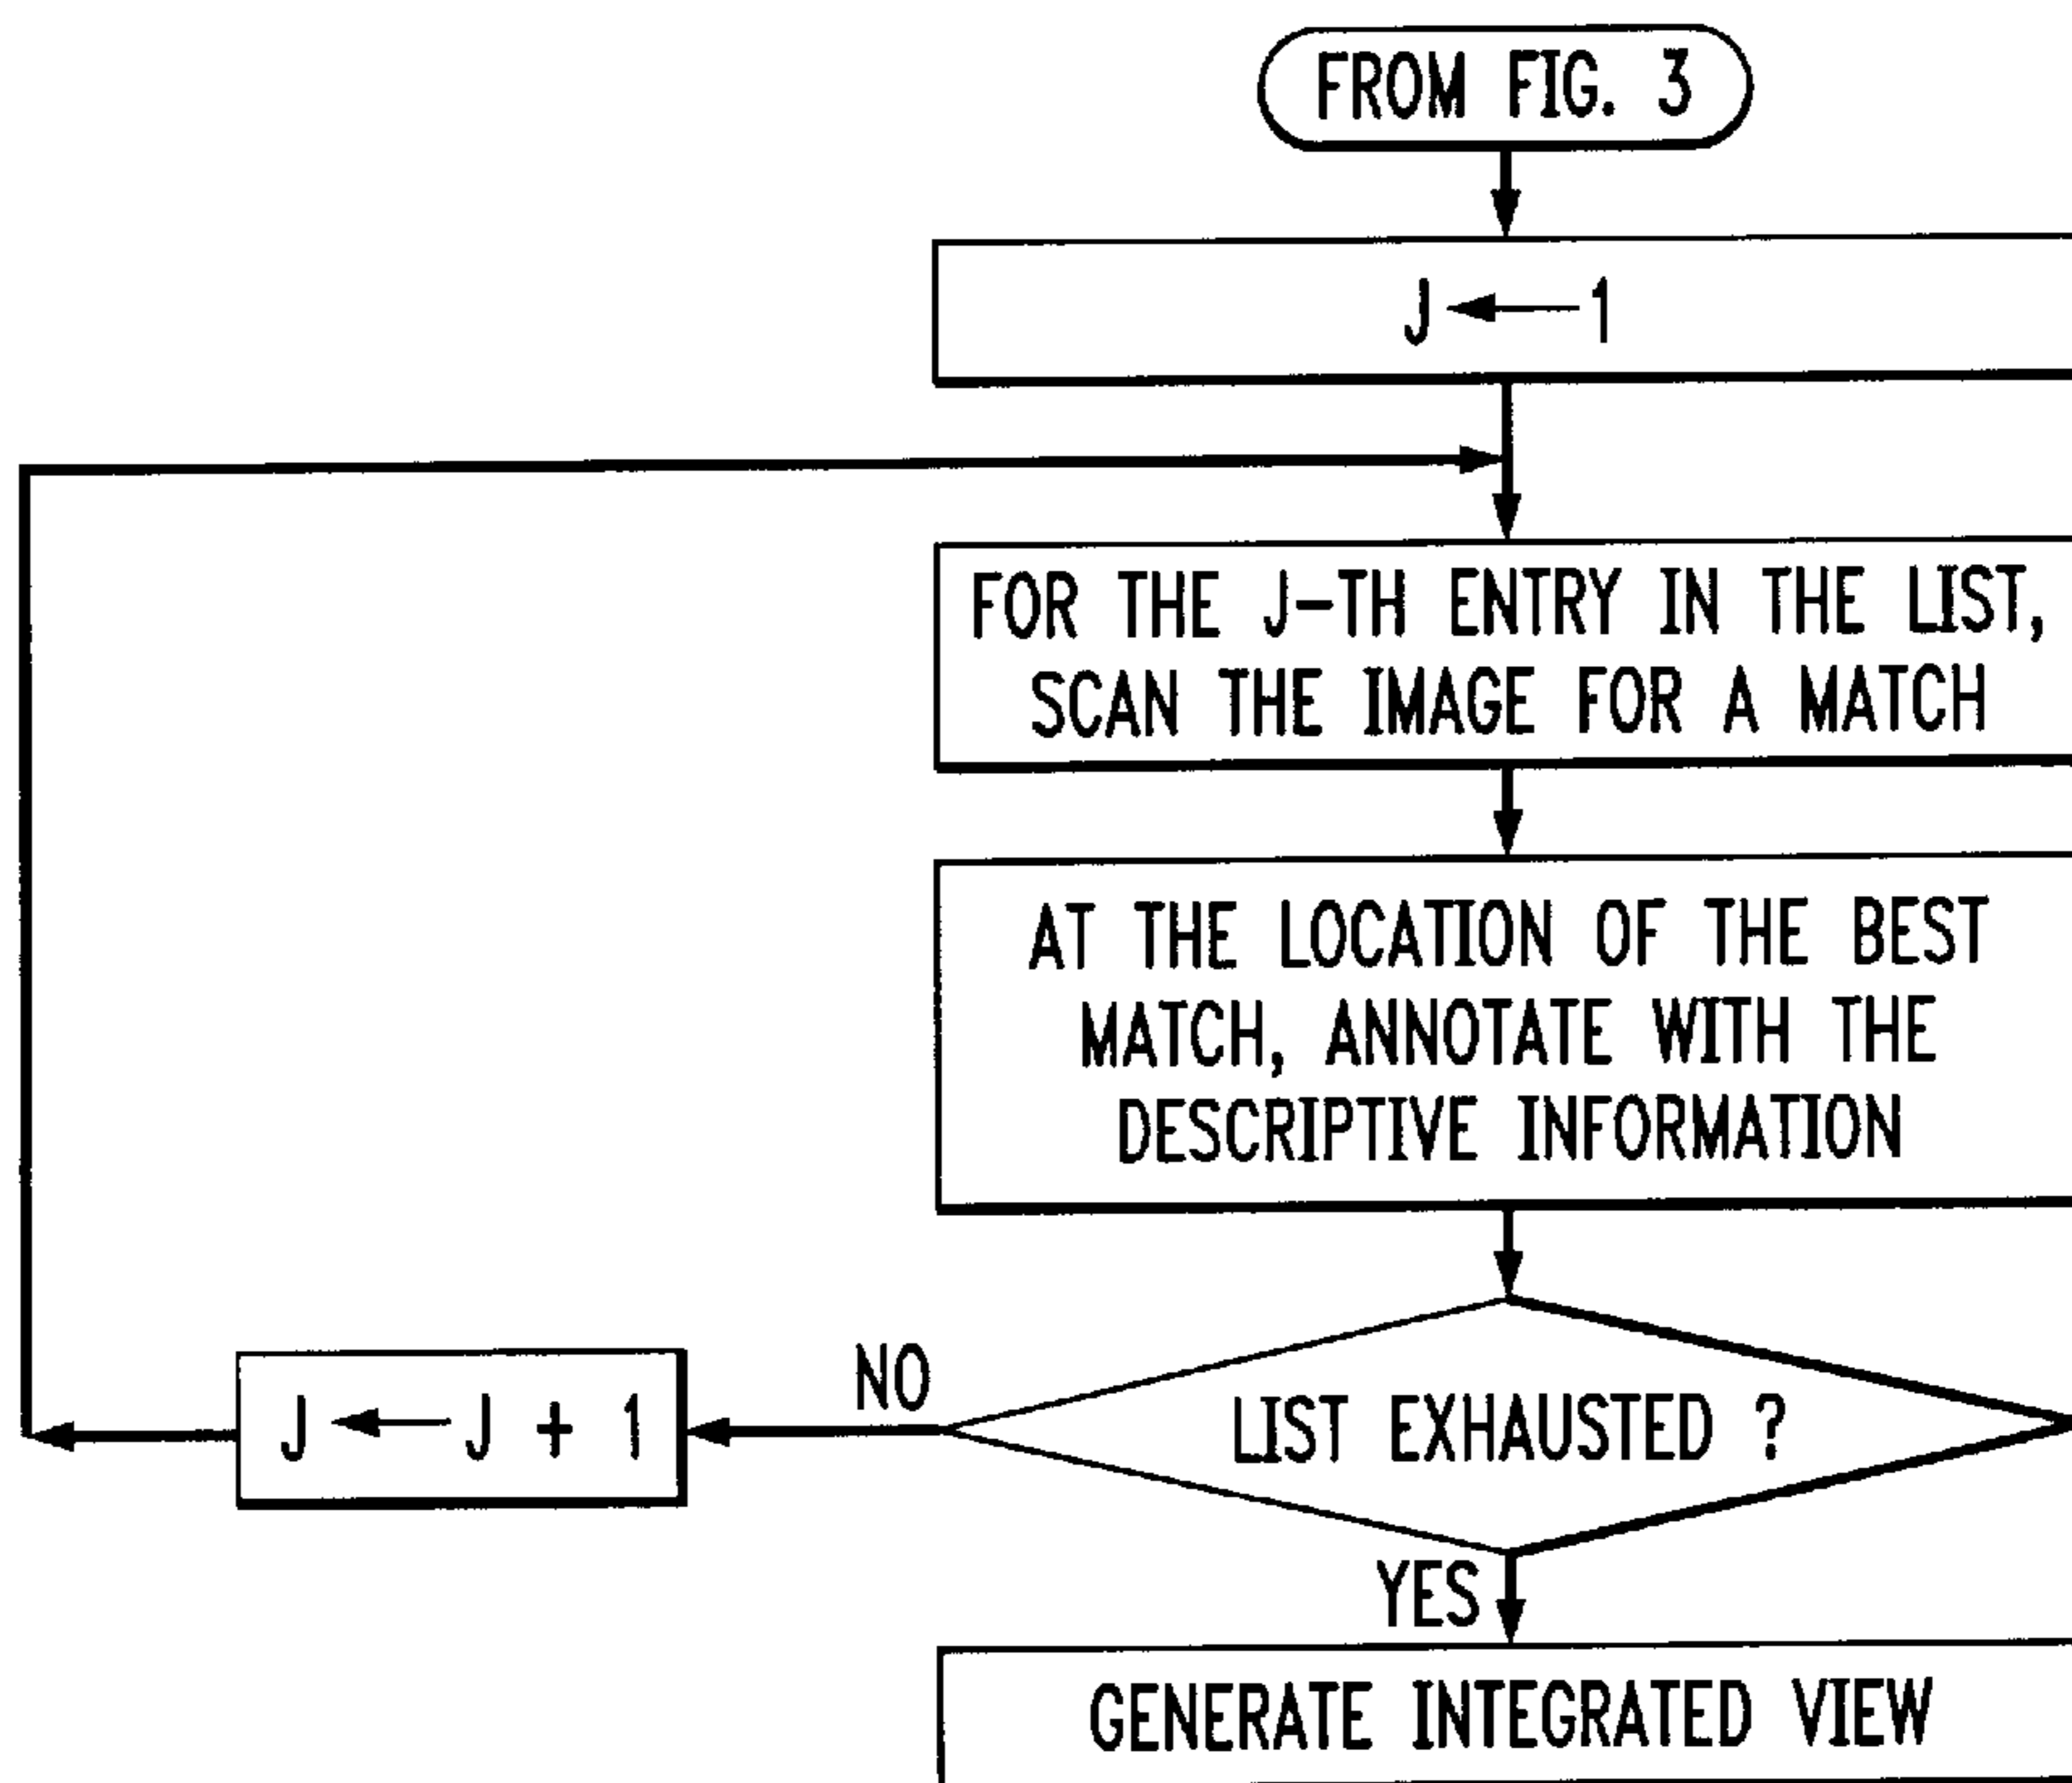 FROM FIG. 3
J ← 1
FOR THE J-TH ENTRY IN THE LIST,
SCAN THE IMAGE FOR A MATCH
AT THE LOCATION OF THE BEST
MATCH, ANNOTATE WITH THE
DESCRIPTIVE INFORMATION
NO
J ← J + 1
LIST EXHAUSTED ?
YES
GENERATE INTEGRATED VIEW